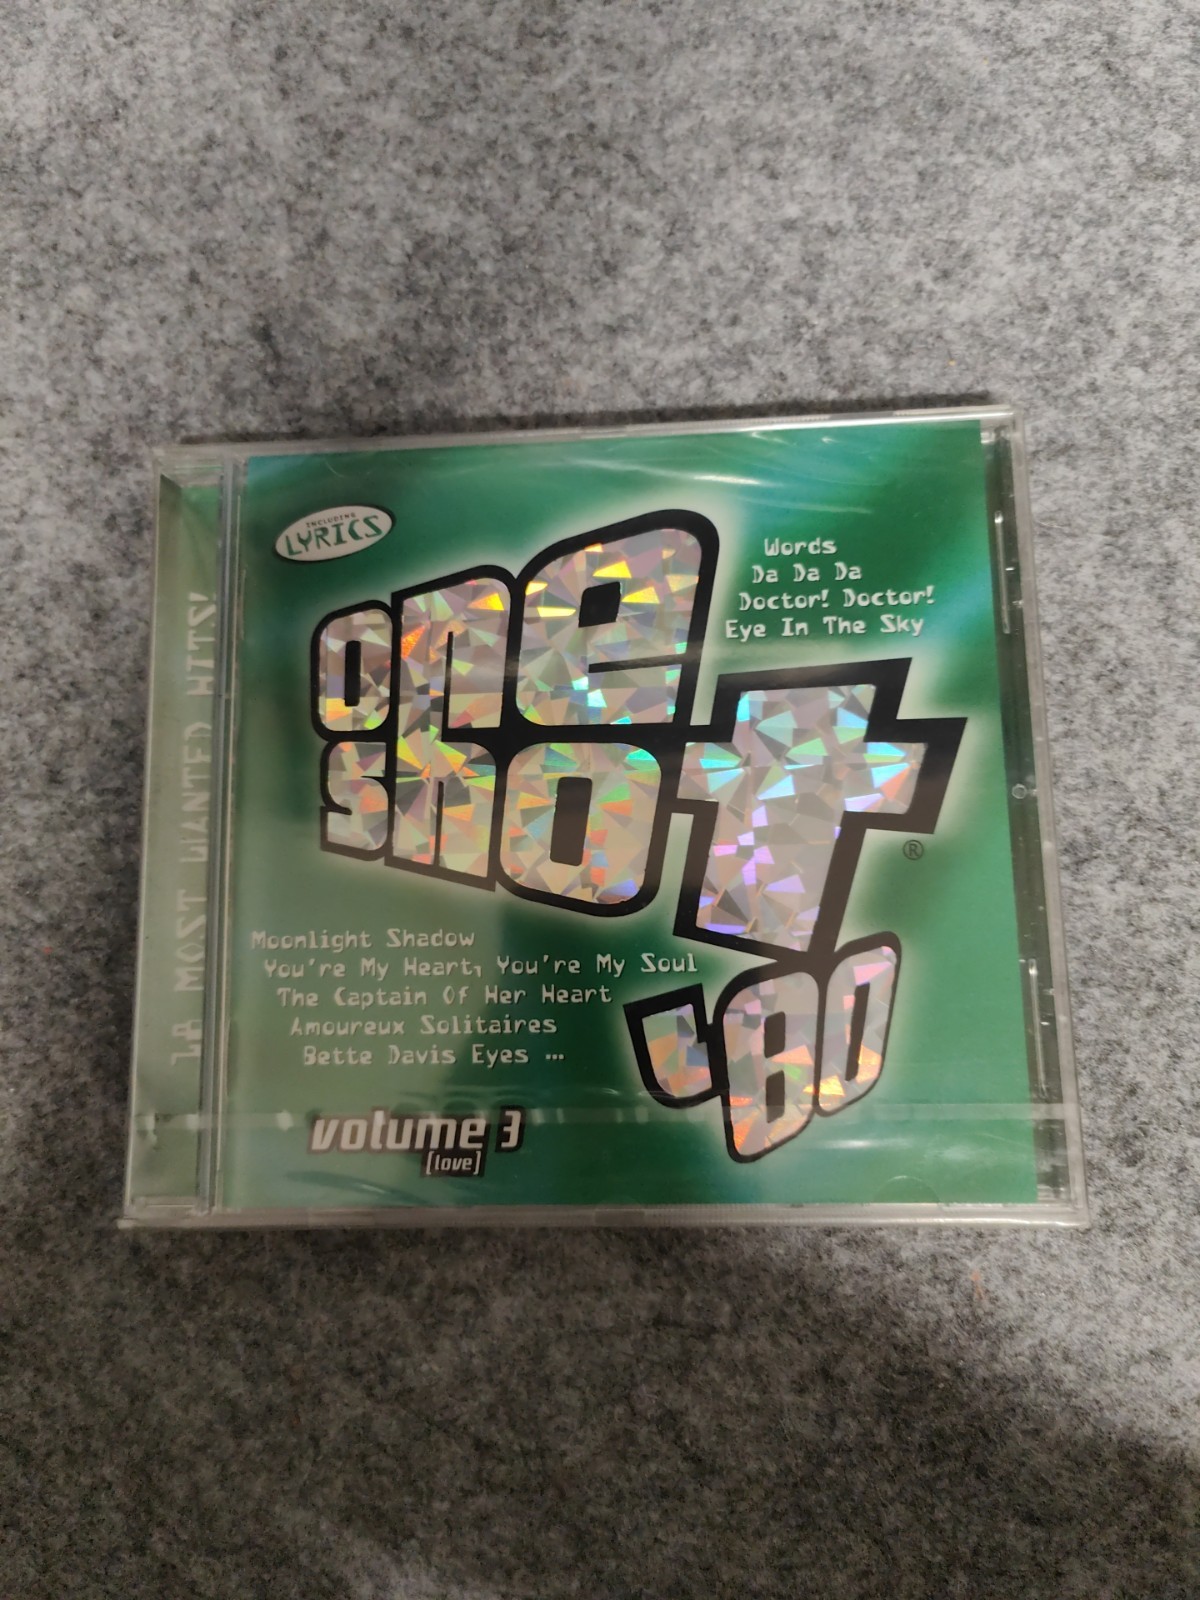 INCLUDING
LYRICS
Words
Da Da Da
Doctor! Doctor!
Eye In The Sky
one
shoT
'80
®
Moonlight Shadow
You're My Heart, You're My Soul
The Captain Of Her Heart
Amoureux Solitaires
Bette Davis Eyes ...
volume 3
(love)
18 MOST WANTED HITS!